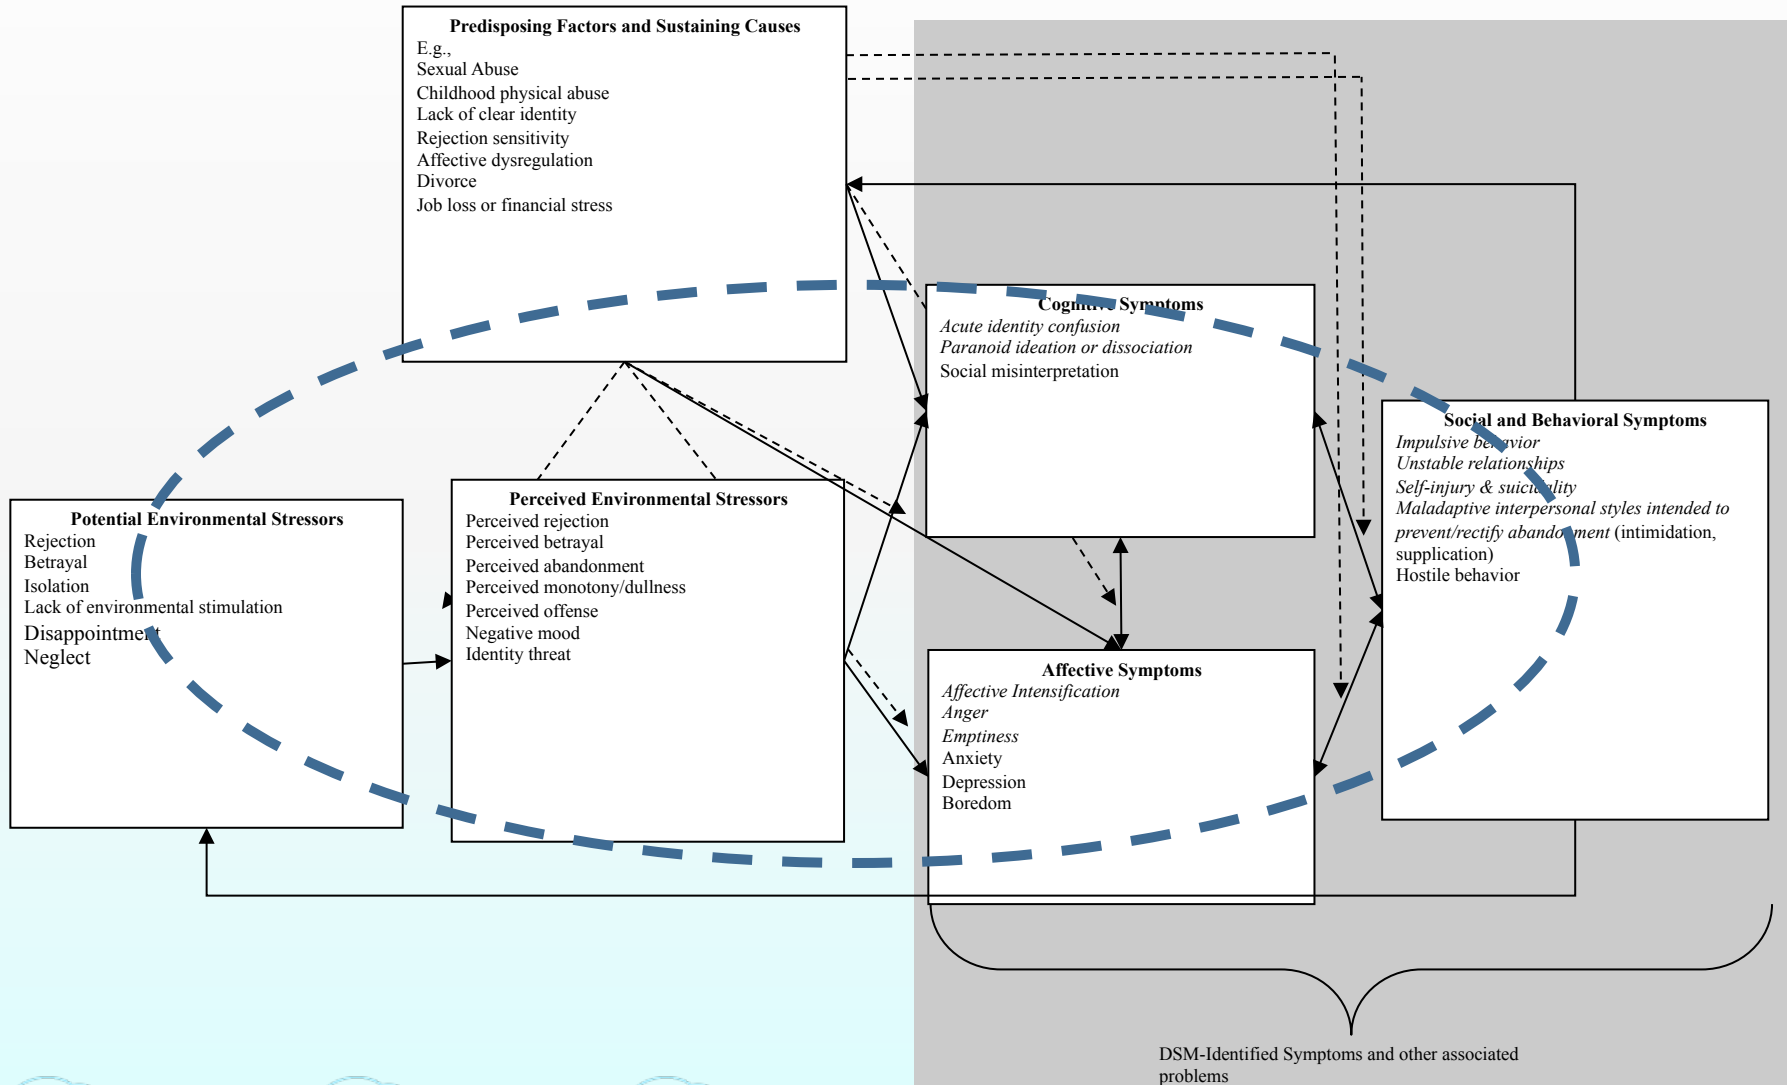 Predisposing Factors and Sustaining Causes
E.g.,
Sexual Abuse
Childhood physical abuse
Lack of clear identity
Rejection sensitivity
Affective dysregulation
Divorce
Job loss or financial stress
Potential Environmental Stressors
Rejection
Betrayal
Isolation
Lack of environmental stimulation
Disappointment
Neglect
Perceived Environmental Stressors
Perceived rejection
Perceived betrayal
Perceived abandonment
Perceived monotony/dullness
Perceived offense
Negative mood
Identity threat
Cognitive Symptoms
Acute identity confusion
Paranoid ideation or dissociation
Social misinterpretation
Affective Symptoms
Affective Intensification
Anger
Emptiness
Anxiety
Depression
Boredom
Social and Behavioral Symptoms
Impulsive behavior
Unstable relationships
Self-injury & suicidality
Maladaptive interpersonal styles intended to
prevent/rectify abandonment (intimidation,
supplication)
Hostile behavior
DSM-Identified Symptoms and other associated
problems